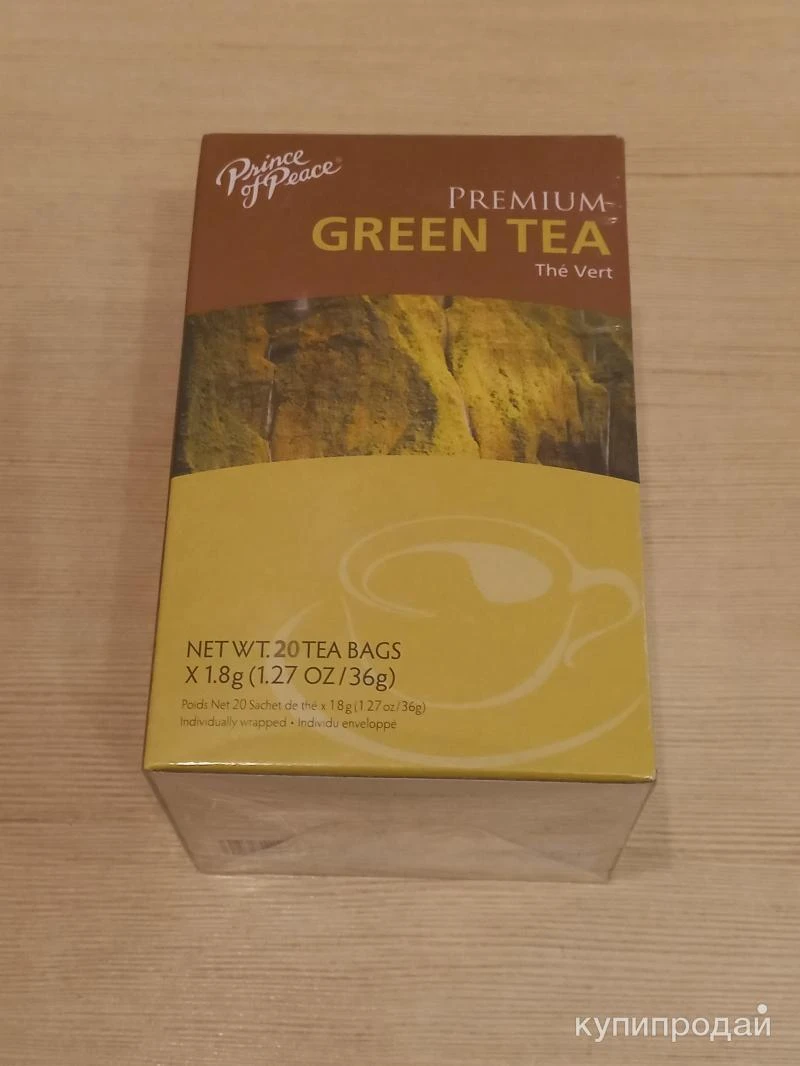 Prince
of Peace®
PREMIUM
GREEN TEA
Thé Vert
NET WT. 20 TEA BAGS
X 1.8g (1.27 OZ/36g)
Poids Net 20 Sachet de thé x 1.8g (1.27 oz/36g)
Individually wrapped • Individu enveloppé
купипродай